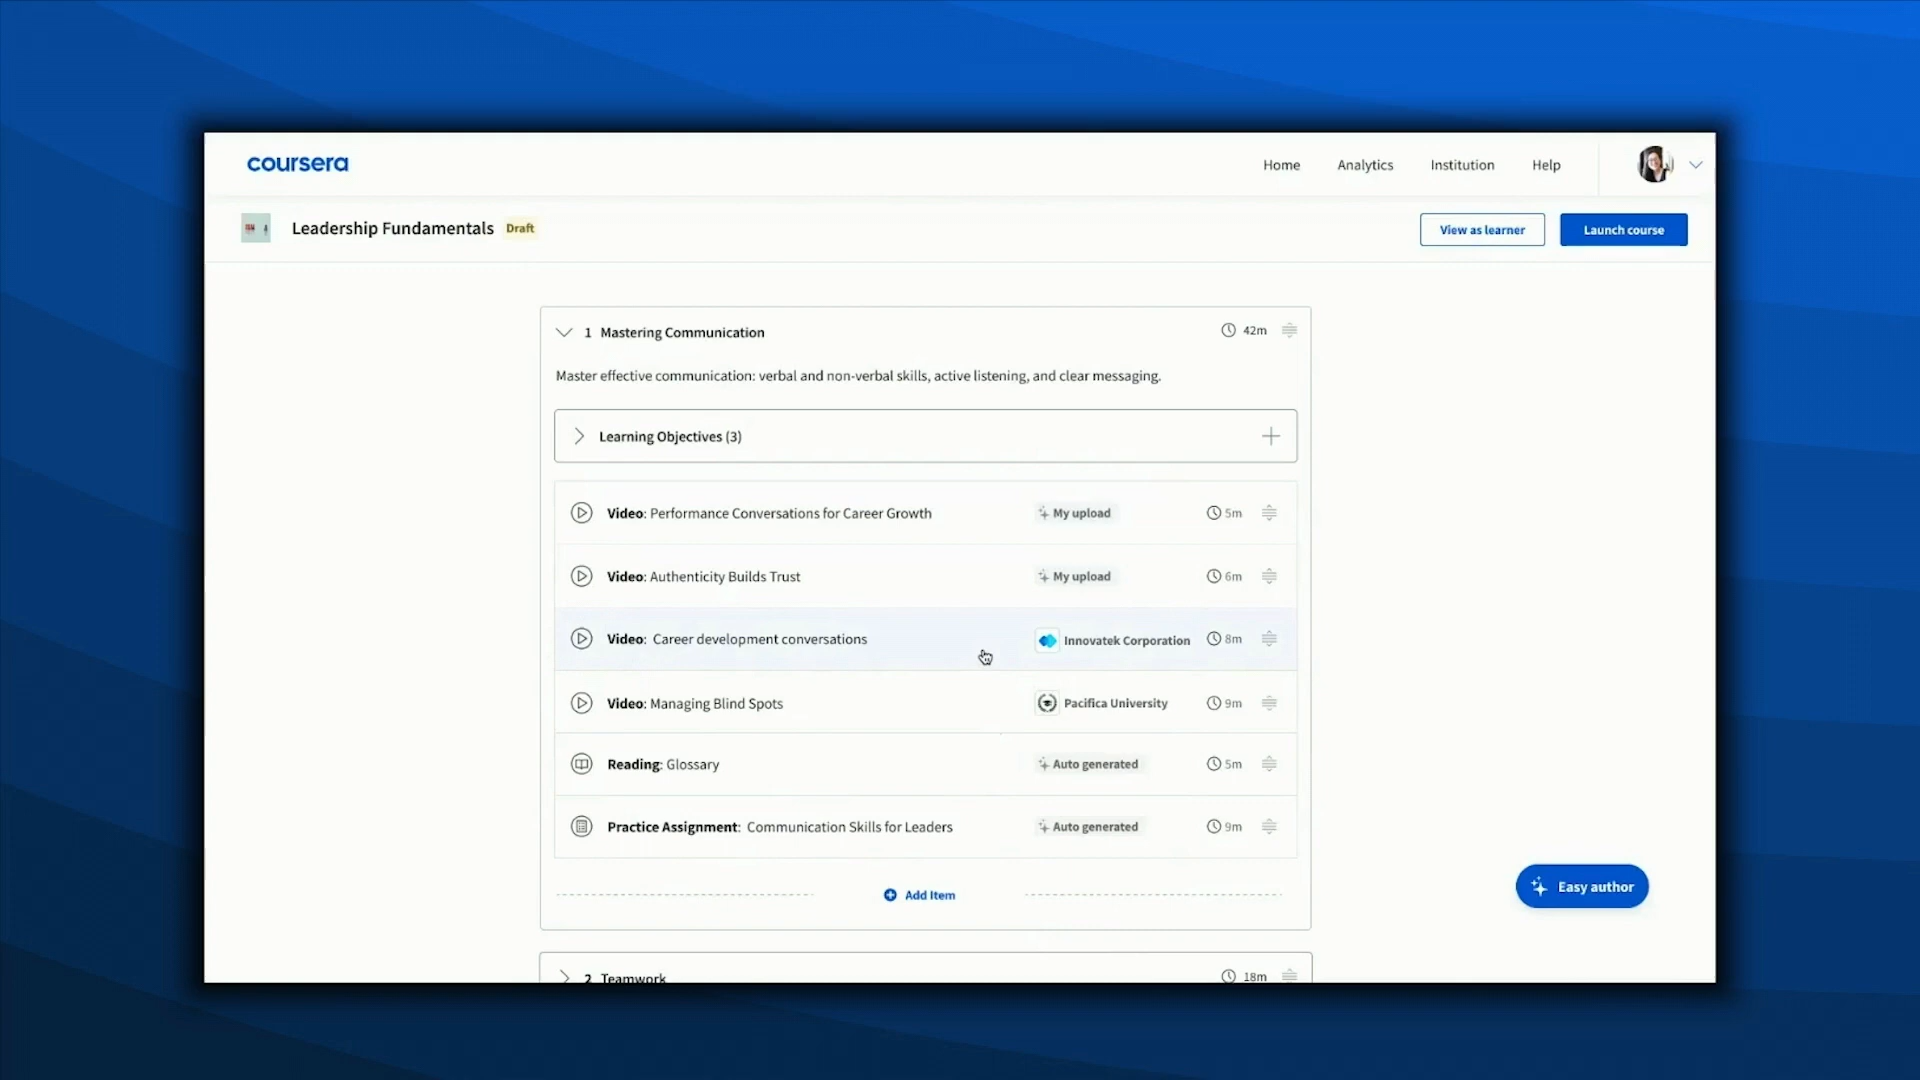 coursera
Home Analytics Institution Help
Leadership Fundamentals Draft
View as learner Launch course
1 Mastering Communication 42m
Master effective communication: verbal and non-verbal skills, active listening, and clear messaging.
Learning Objectives (3)
Video: Performance Conversations for Career Growth My upload 5m
Video: Authenticity Builds Trust My upload 6m
Video: Career development conversations Innovatek Corporation 8m
Video: Managing Blind Spots Pacifica University 9m
Reading: Glossary Auto generated 5m
Practice Assignment: Communication Skills for Leaders Auto generated 9m
Add Item
Easy author
2 Teamwork 18m